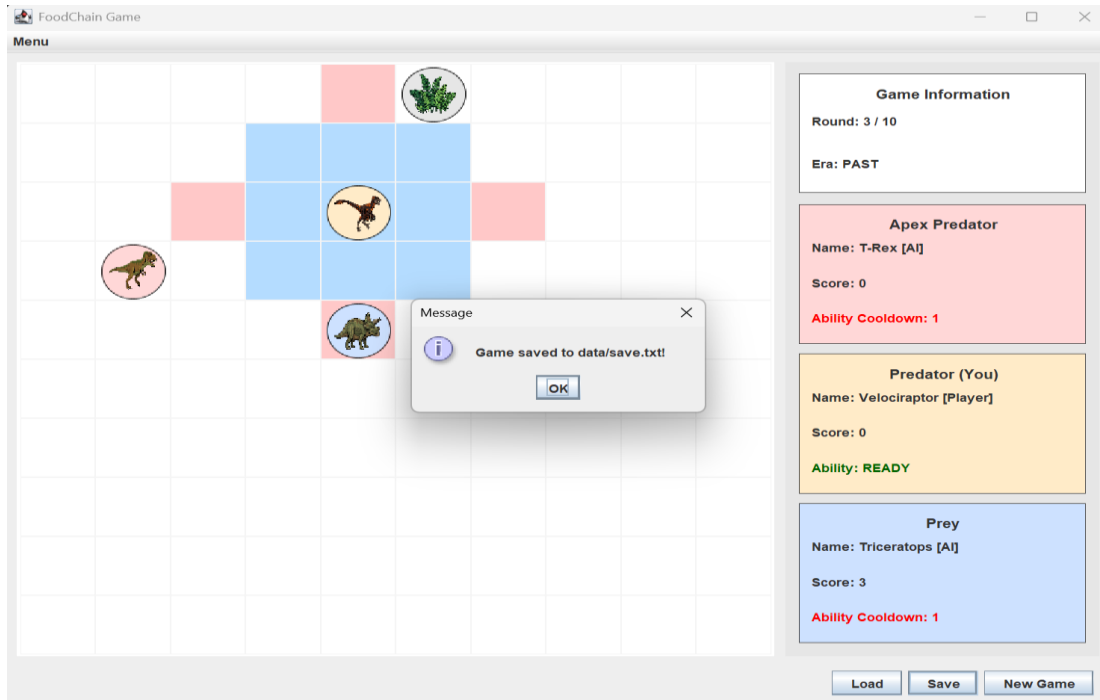 FoodChain Game
Menu
Game Information
Round: 3 / 10
Era: PAST
Apex Predator
Name: T-Rex [AI]
Score: 0
Ability Cooldown: 1
Message
Game saved to data/save.txt!
OK
Predator (You)
Name: Velociraptor [Player]
Score: 0
Ability: READY
Prey
Name: Triceratops [AI]
Score: 3
Ability Cooldown: 1
Load
Save
New Game